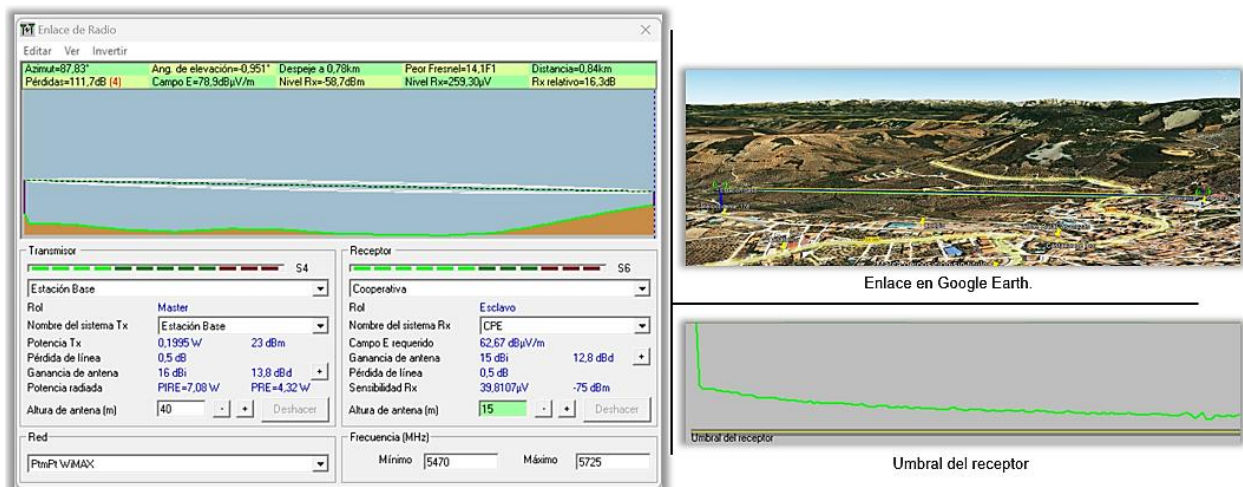 Enlace de Radio
Editar Ver Invertir
Azimut=87,83° Ang. de elevación=-0,951° Despeje a 0,78km Peor Fresnel=14,1F1 Distancia=0,84km
Pérdidas=111,7dB (4) Campo E=78,9dBµV/m Nivel Rx=-58,7dBm Nivel Rx=259,30µV Rx relativo=16,3dB
Transmisor
S4
Estación Base
Rol Master
Nombre del sistema Tx Estación Base
Potencia Tx 0,1995 W 23 dBm
Pérdida de línea 0,5 dB
Ganancia de antena 16 dBi 13,8 dBd +
Potencia radiada PIRE=7,08 W PRE=4,32 W
Altura de antena (m) 40 - + Deshacer
Red
PtmPt WiMAX
Receptor
S6
Cooperativa
Rol Esclavo
Nombre del sistema Rx CPE
Campo E requerido 62,67 dBµV/m
Ganancia de antena 15 dBi 12,8 dBd +
Pérdida de línea 0,5 dB
Sensibilidad Rx 39,8107µV -75 dBm
Altura de antena (m) 15 - + Deshacer
Frecuencia (MHz)
Mínimo 5470 Máximo 5725
Enlace en Google Earth.
Umbral del receptor
Umbral del receptor